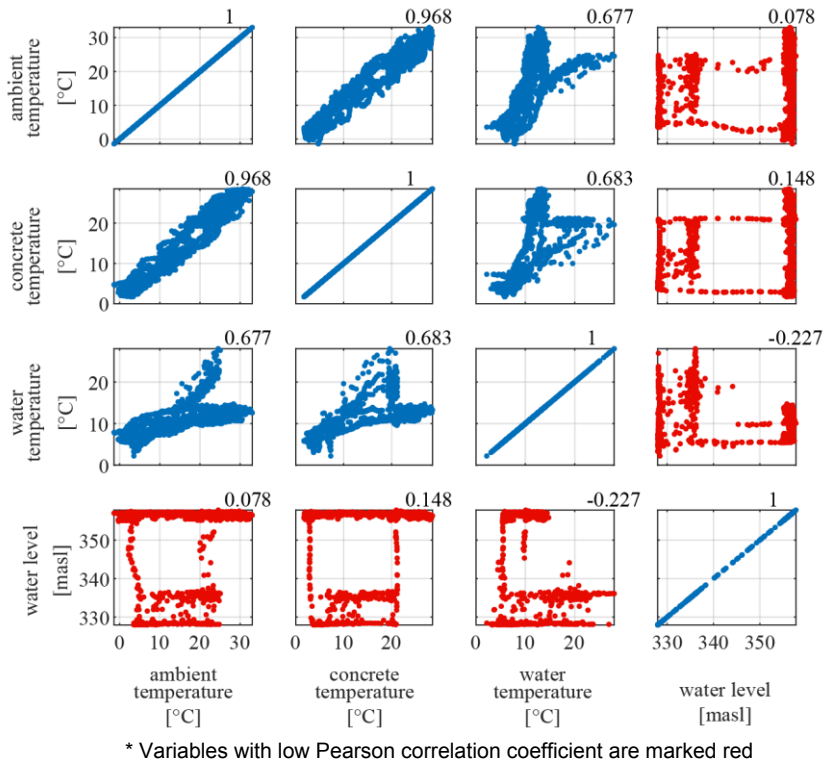 1 0.968 0.677 0.078
ambient
temperature
[°C]
30
20
10
0
0.968 1 0.683 0.148
concrete
temperature
[°C]
20
10
0
0.677 0.683 1 -0.227
water
temperature
[°C]
20
10
0
0.078 0.148 -0.227 1
water level
[masl]
350
340
330
0 10 20 30 0 10 20 0 10 20 330 340 350
ambient
temperature
[°C]
concrete
temperature
[°C]
water
temperature
[°C]
water level
[masl]
* Variables with low Pearson correlation coefficient are marked red